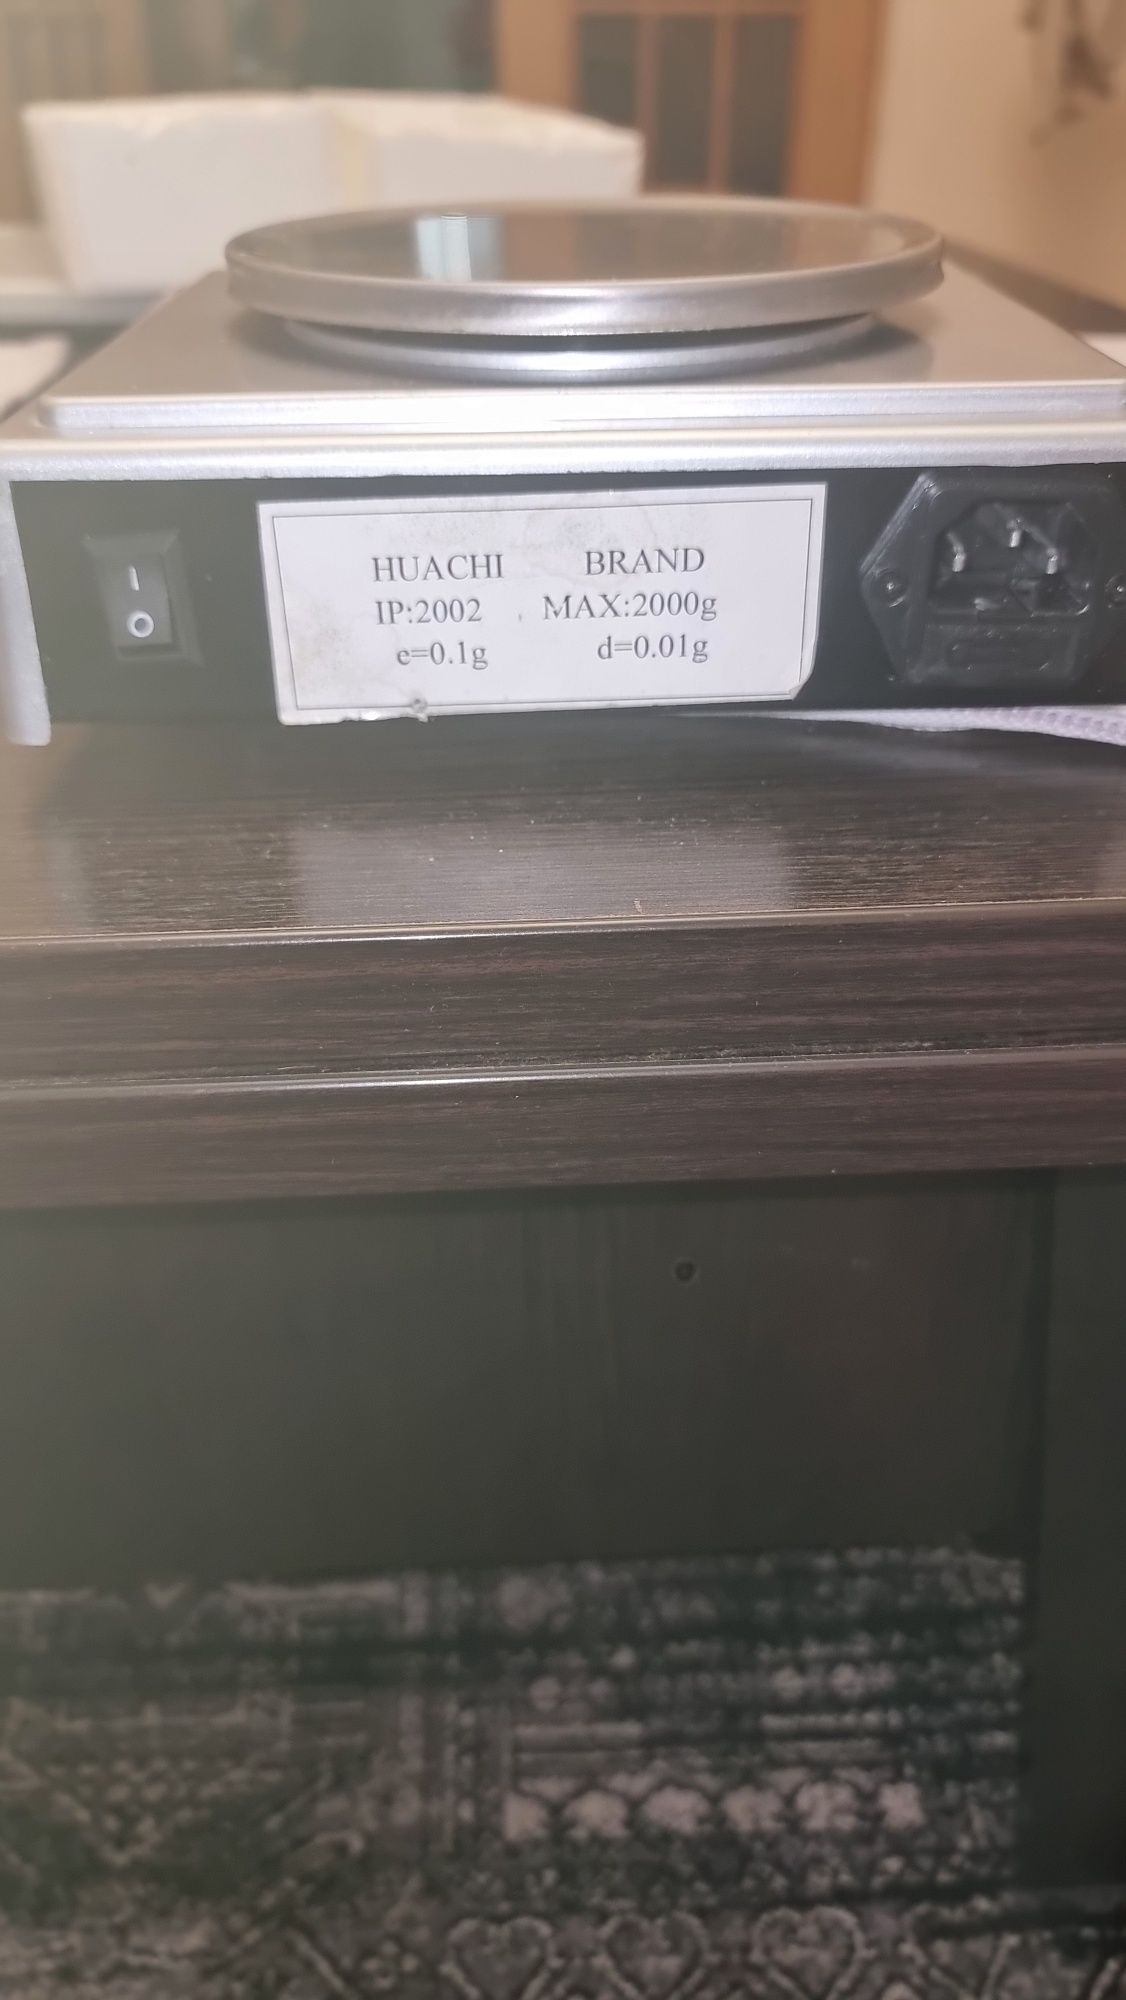 HUACHI BRAND
IP:2002 MAX:2000g
e=0.1g d=0.01g